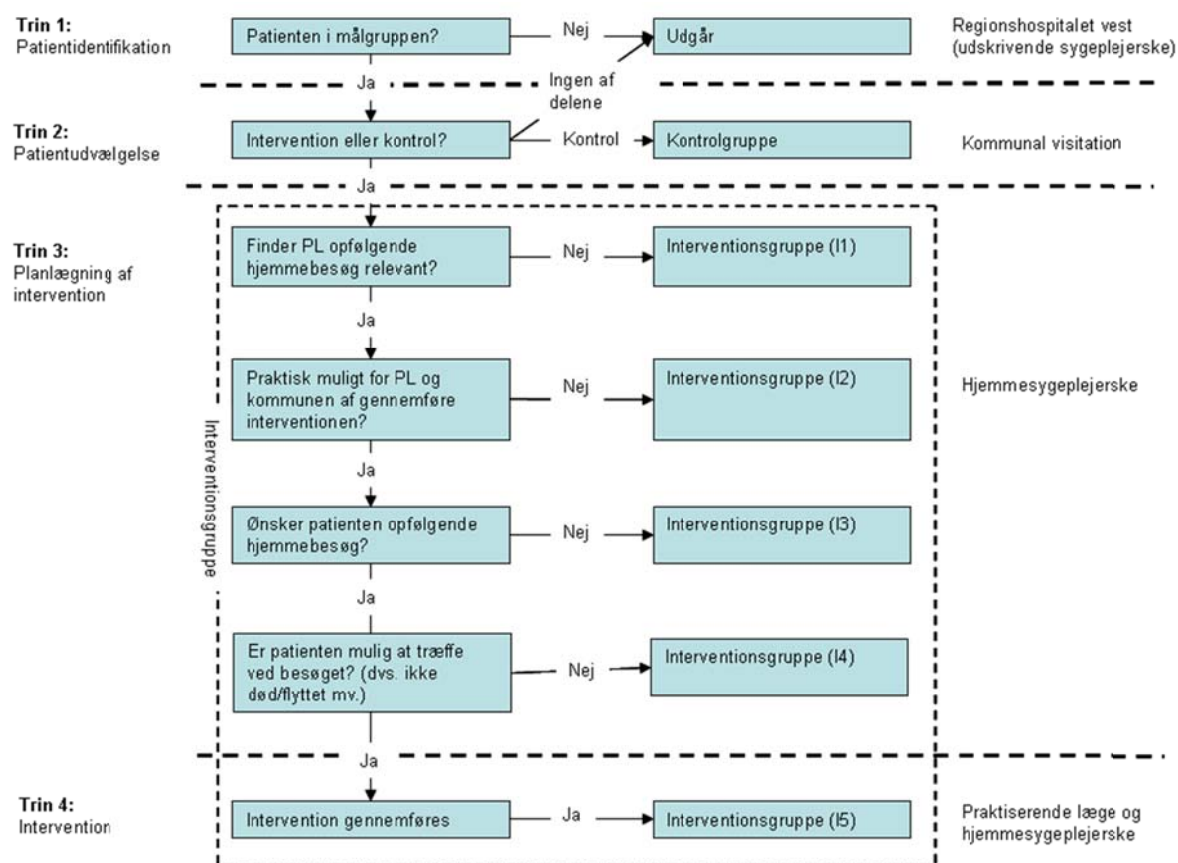 Trin 1:
Patientidentifikation
Patienten i målgruppen?
Nej
Udgår
Regionshospitalet vest
(udskrivende sygeplejerske)
Ja
Ingen af
delene
Trin 2:
Patientudvælgelse
Intervention eller kontrol?
Kontrol
Kontrolgruppe
Kommunal visitation
Ja
Trin 3:
Planlægning af
intervention
Finder PL opfølgende
hjemmebesøg relevant?
Nej
Interventionsgruppe (I1)
Ja
Praktisk muligt for PL og
kommunen af gennemføre
interventionen?
Nej
Interventionsgruppe (I2)
Hjemmesygeplejerske
Interventionsgruppe
Ja
Ønsker patienten opfølgende
hjemmebesøg?
Nej
Interventionsgruppe (I3)
Ja
Er patienten mulig at træffe
ved besøget? (dvs. ikke
død/flyttet mv.)
Nej
Interventionsgruppe (I4)
Ja
Trin 4:
Intervention
Intervention gennemføres
Ja
Interventionsgruppe (I5)
Praktiserende læge og
hjemmesygeplejerske